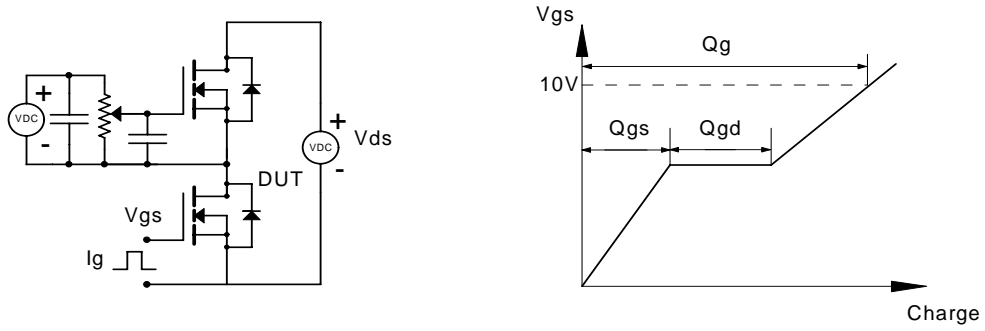 +
VDC
-
+
VDC
-
Vds
DUT
Vgs
Ig
Vgs
Qg
10V
Qgs
Qgd
Charge